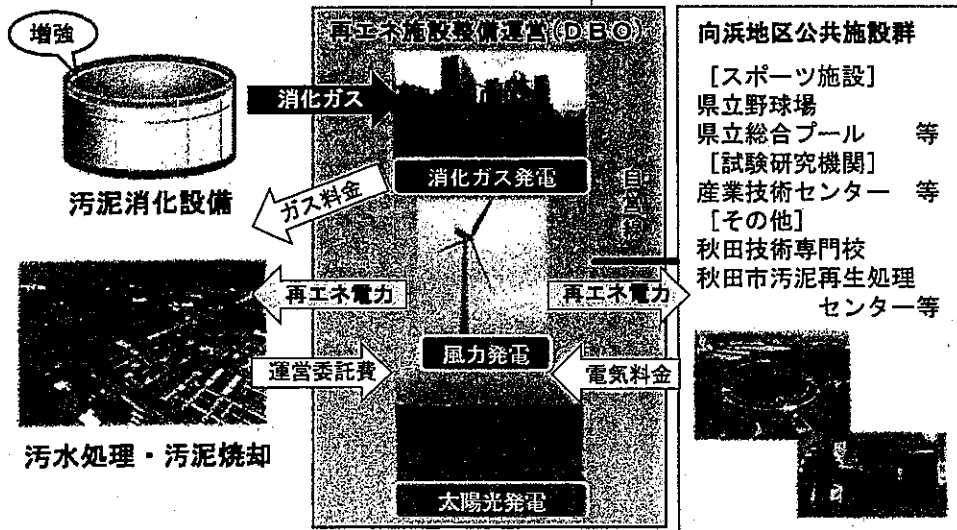 増強
汚泥消化設備
汚水処理・汚泥焼却
消化ガス
ガス料金
再エネ電力
運営委託費
再エネ施設整備運営(DBO)
消化ガス発電
自営線
風力発電
太陽光発電
再エネ電力
電気料金
向浜地区公共施設群
[スポーツ施設]
県立野球場
県立総合プール 等
[試験研究機関]
産業技術センター 等
[その他]
秋田技術専門校
秋田市汚泥再生処理
センター等